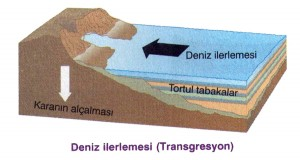 Deniz ilerlemesi
Tortul tabakalar
Karanın alçalması
Deniz ilerlemesi (Transgresyon)